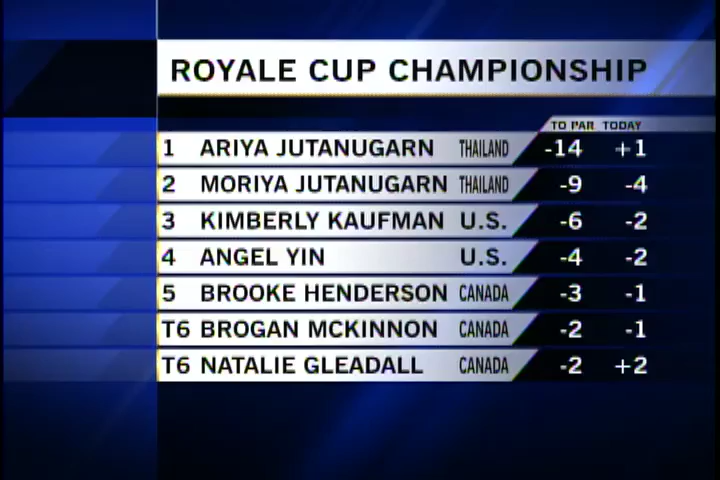 ROYALE CUP CHAMPIONSHIP
TO PAR TODAY
1 ARIYA JUTANUGARN THAILAND -14 +1
2 MORIYA JUTANUGARN THAILAND -9 -4
3 KIMBERLY KAUFMAN U.S. -6 -2
4 ANGEL YIN U.S. -4 -2
5 BROOKE HENDERSON CANADA -3 -1
T6 BROGAN MCKINNON CANADA -2 -1
T6 NATALIE GLEADALL CANADA -2 +2